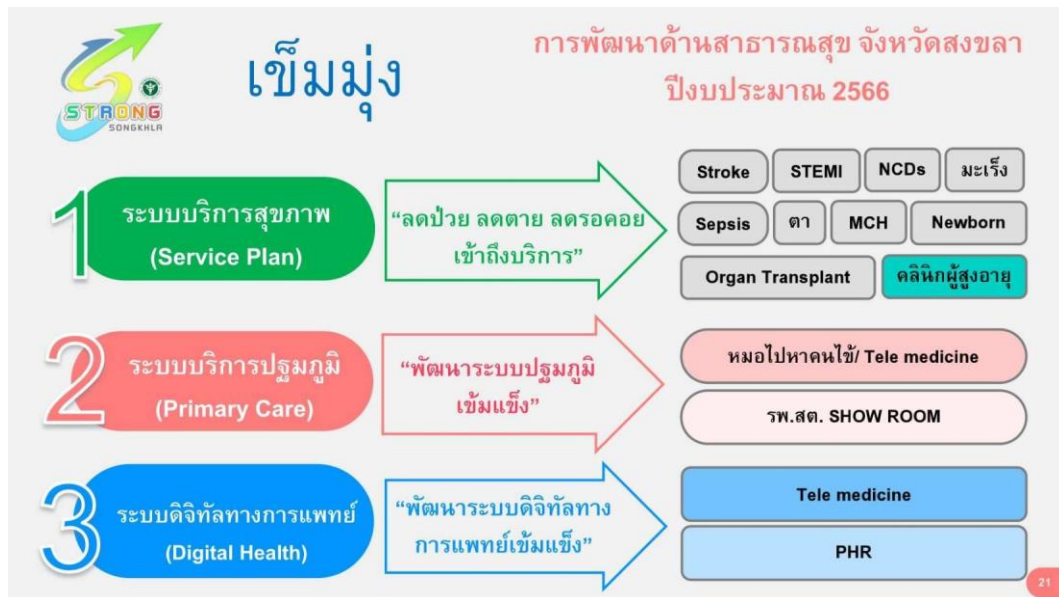 STRONG
SONGKHLA
เข็มมุ่ง
การพัฒนาด้านสาธารณสุข จังหวัดสงขลา
ปีงบประมาณ 2566
1
ระบบบริการสุขภาพ
(Service Plan)
“ลดป่วย ลดตาย ลดรอคอย
เข้าถึงบริการ”
Stroke STEMI NCDs มะเร็ง
Sepsis ตา MCH Newborn
Organ Transplant คลินิกผู้สูงอายุ
2
ระบบบริการปฐมภูมิ
(Primary Care)
“พัฒนาระบบปฐมภูมิ
เข้มแข็ง”
หมอไปหาคนไข้/ Tele medicine
รพ.สต. SHOW ROOM
3
ระบบดิจิทัลทางการแพทย์
(Digital Health)
“พัฒนาระบบดิจิทัลทาง
การแพทย์เข้มแข็ง”
Tele medicine
PHR
21